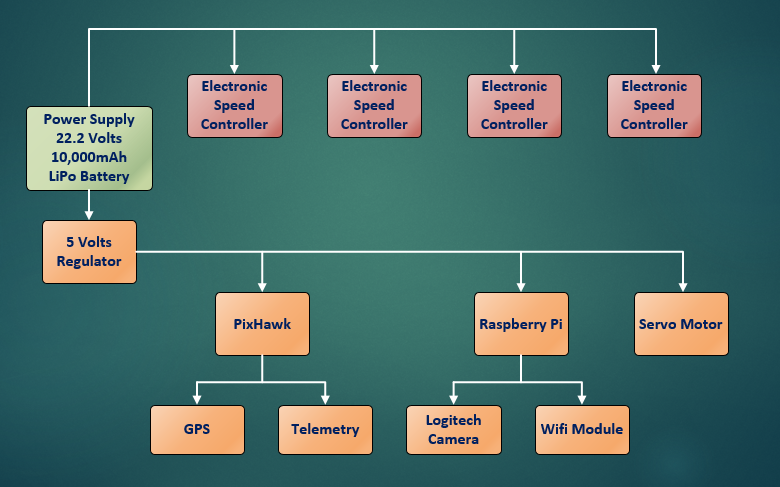 Electronic
Speed
Controller
Electronic
Speed
Controller
Electronic
Speed
Controller
Electronic
Speed
Controller
Power Supply
22.2 Volts
10,000mAh
LiPo Battery
5 Volts
Regulator
PixHawk
Raspberry Pi
Servo Motor
GPS
Telemetry
Logitech
Camera
Wifi Module